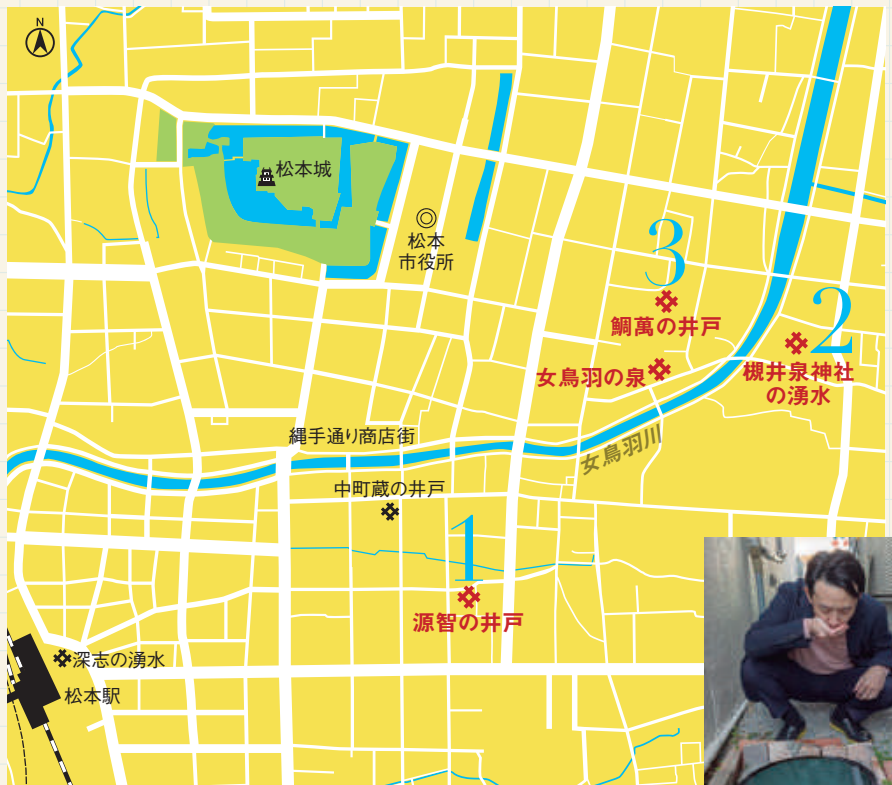 N
松本城
松本
市役所
3
鯛萬の井戸
2
女鳥羽の泉
槻井泉神社
の湧水
縄手通り商店街
女鳥羽川
中町蔵の井戸
1
源智の井戸
深志の湧水
松本駅